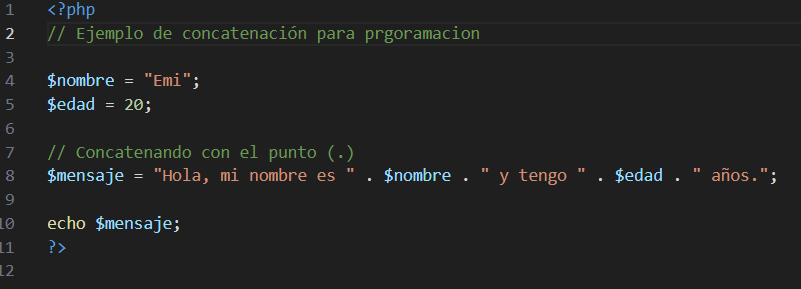 1 <?php
2 // Ejemplo de concatenación para prgoramacion
3
4 $nombre = "Emi";
5 $edad = 20;
6
7 // Concatenando con el punto (.)
8 $mensaje = "Hola, mi nombre es " . $nombre . " y tengo " . $edad . " años.";
9
10 echo $mensaje;
11 ?>
12